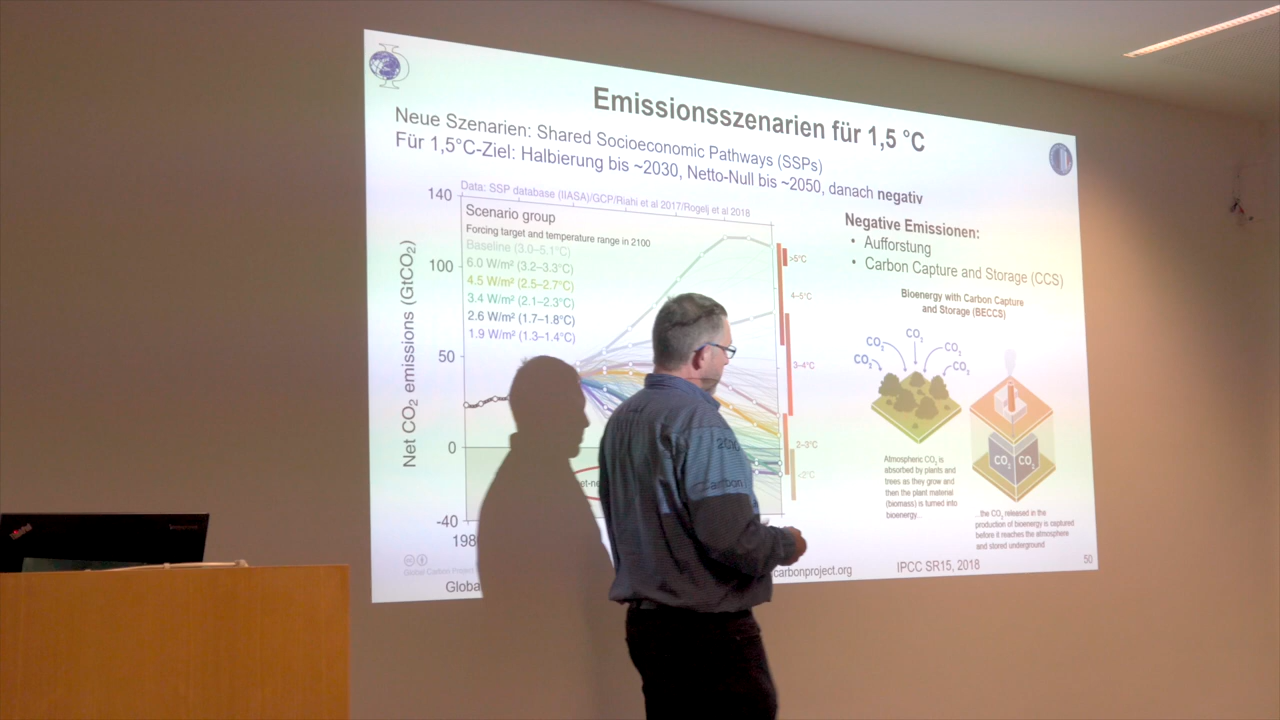 Emissionsszenarien für 1,5 °C
Neue Szenarien: Shared Socioeconomic Pathways (SSPs)
Für 1,5°C-Ziel: Halbierung bis ~2030, Netto-Null bis ~2050, danach negativ
Data: SSP database (IIASA)/GCP/Riahi et al 2017/Rogelj et al 2018
Scenario group
Forcing target and temperature range in 2100
Baseline (3.0–5.1°C)
6.0 W/m² (3.2–3.3°C)
4.5 W/m² (2.5–2.7°C)
3.4 W/m² (2.1–2.3°C)
2.6 W/m² (1.7–1.8°C)
1.9 W/m² (1.3–1.4°C)
Net CO₂ emissions (GtCO₂)
140
100
50
0
-40
198
>5°C
4–5°C
3–4°C
2–3°C
<2°C
et-ne
Carbon
Global Carbon Project
Globa
carbonproject.org
Negative Emissionen:
• Aufforstung
• Carbon Capture and Storage (CCS)
Bioenergy with Carbon Capture
and Storage (BECCS)
CO₂ CO₂ CO₂ CO₂ CO₂
Atmospheric CO₂ is
absorbed by plants and
trees as they grow and
then the plant material
(biomass) is turned into
bioenergy...
CO₂ CO₂
...the CO₂ released in the
production of bioenergy is captured
before it reaches the atmosphere
and stored underground
IPCC SR15, 2018
50
ThinkPad